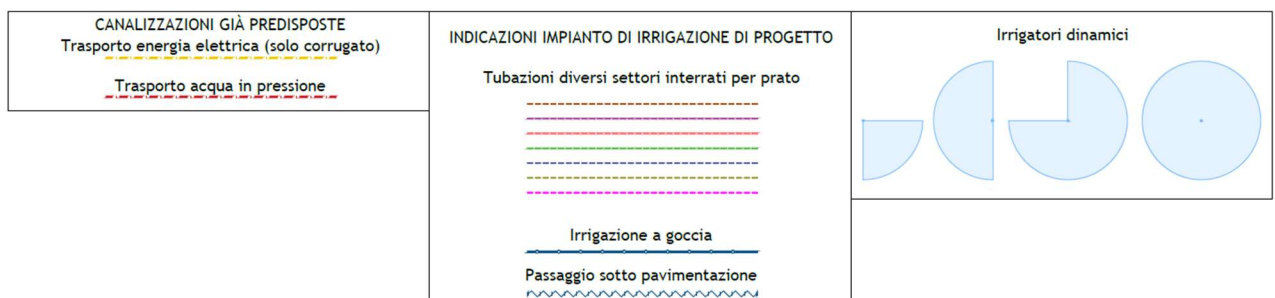 CANALIZZAZIONI GIÀ PREDISPOSTE
Trasporto energia elettrica (solo corrugato)
Trasporto acqua in pressione
INDICAZIONI IMPIANTO DI IRRIGAZIONE DI PROGETTO
Tubazioni diversi settori interrati per prato
Irrigazione a goccia
Passaggio sotto pavimentazione
Irrigatori dinamici